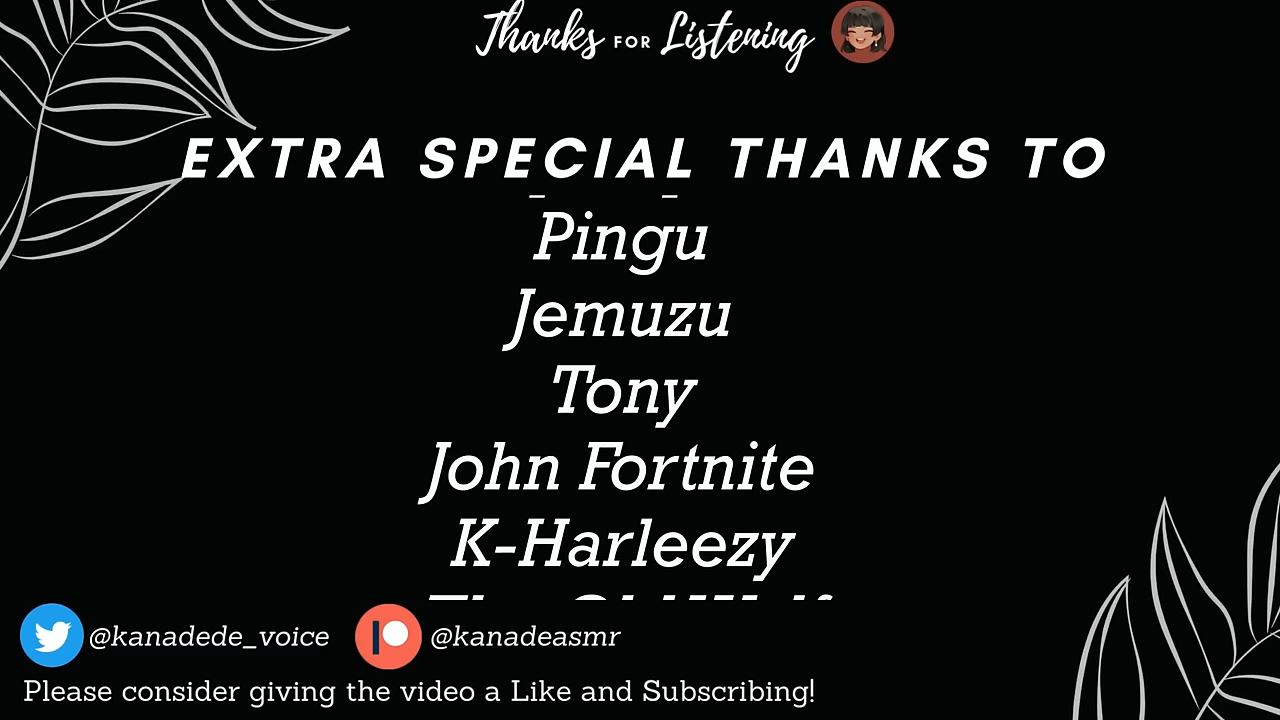 Thanks FOR Listening
EXTRA SPECIAL THANKS TO
Pingu
Jemuzu
Tony
John Fortnite
K-Harleezy
@kanadede_voice @kanadeasmr
Please consider giving the video a Like and Subscribing!